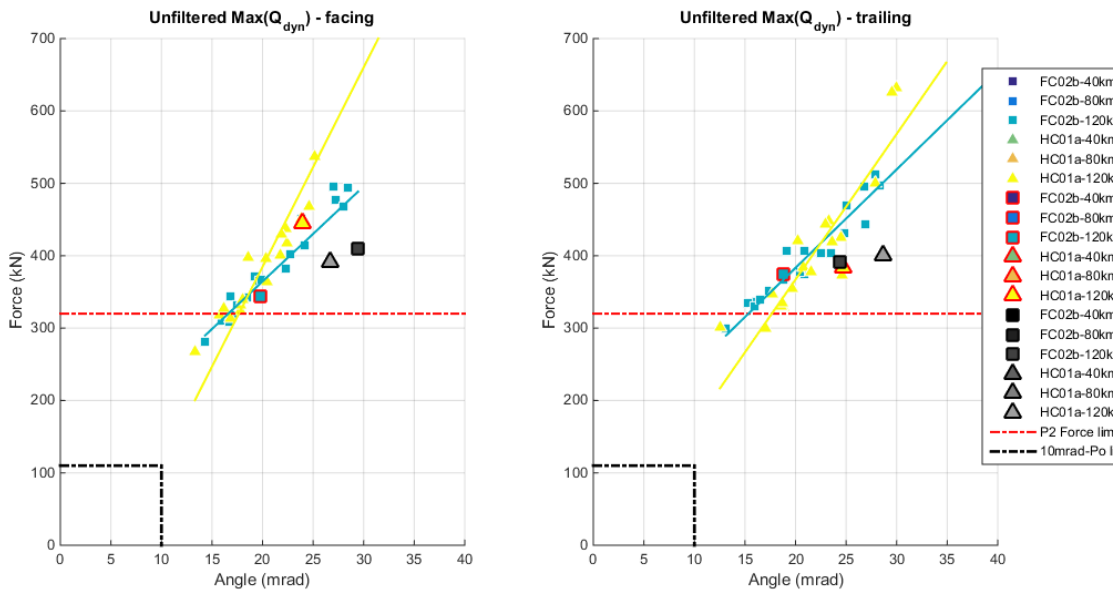 Unfiltered Max(Qdyn) - facing
700
600
500
400
300
200
100
0
Force (kN)
0 5 10 15 20 25 30 35 40
Angle (mrad)
Unfiltered Max(Qdyn) - trailing
700
600
500
400
300
200
100
0
Force (kN)
0 5 10 15 20 25 30 35 40
Angle (mrad)
FC02b-40km
FC02b-80km
FC02b-120k
HC01a-40km
HC01a-80km
HC01a-120k
FC02b-40km
FC02b-80km
FC02b-120k
HC01a-40km
HC01a-80km
HC01a-120k
FC02b-40km
FC02b-80km
FC02b-120k
HC01a-40km
HC01a-80km
HC01a-120k
P2 Force lim
10mrad-Po li